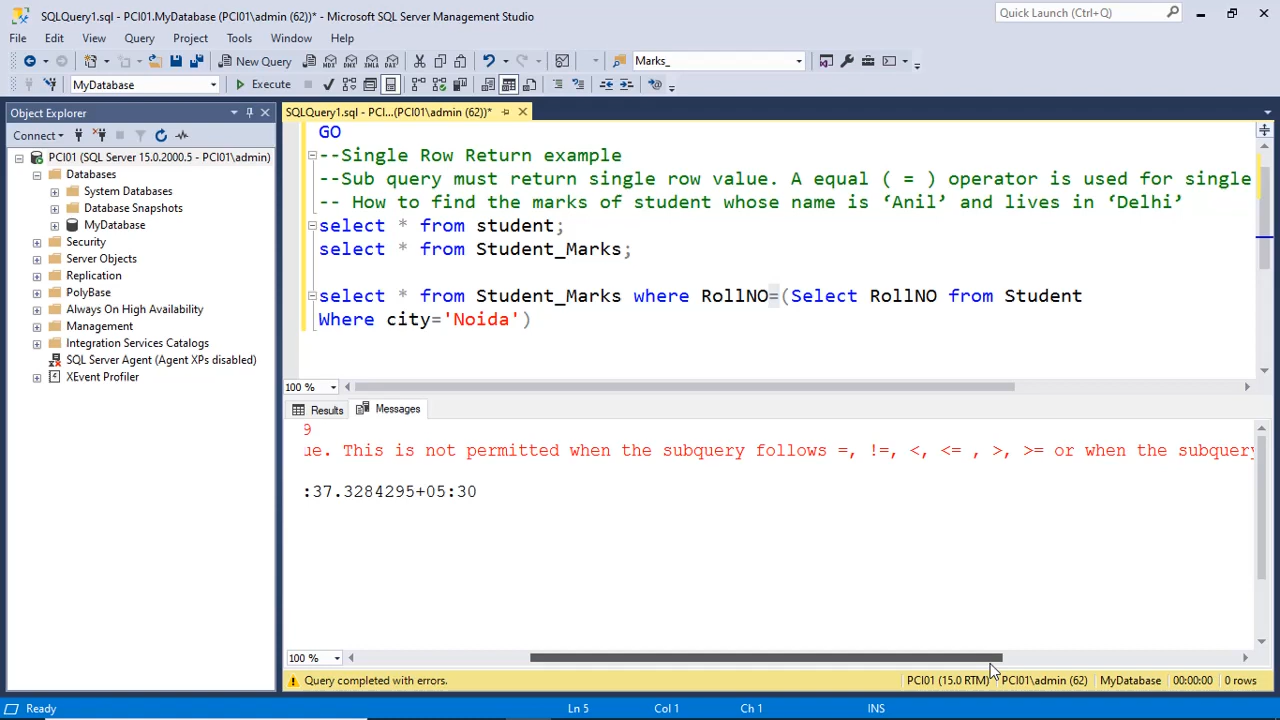 SQLQuery1.sql - PCI01.MyDatabase (PCI01\admin (62))* - Microsoft SQL Server Management Studio
Quick Launch (Ctrl+Q)
File Edit View Query Project Tools Window Help
New Query
Marks_
MyDatabase
Execute
Object Explorer
SQLQuery1.sql - PCI...(PCI01\admin (62))*
Connect
PCI01 (SQL Server 15.0.2000.5 - PCI01\admin)
Databases
System Databases
Database Snapshots
MyDatabase
Security
Server Objects
Replication
PolyBase
Always On High Availability
Management
Integration Services Catalogs
SQL Server Agent (Agent XPs disabled)
XEvent Profiler
GO
--Single Row Return example
--Sub query must return single row value. A equal ( = ) operator is used for single
-- How to find the marks of student whose name is ‘Anil’ and lives in ‘Delhi’
select * from student;
select * from Student_Marks;
select * from Student_Marks where RollNO=(Select RollNO from Student
Where city='Noida')
100 %
Results Messages
9
ue. This is not permitted when the subquery follows =, !=, <, <= , >, >= or when the subquery
:37.3284295+05:30
100 %
Query completed with errors.
PCI01 (15.0 RTM) PCI01\admin (62) MyDatabase 00:00:00 0 rows
Ready
Ln 5 Col 1 Ch 1 INS